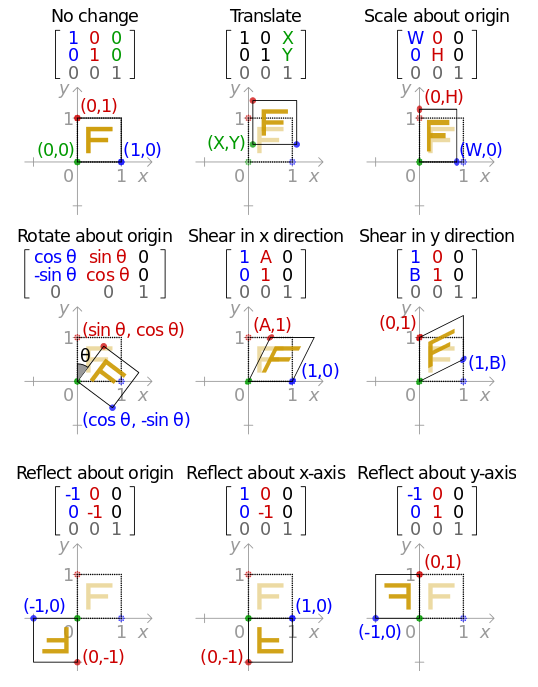 No change Translate Scale about origin
1 0 0 1 0 X W 0 0
0 1 0 0 1 Y 0 H 0
0 0 1 0 0 1 0 0 1
y y y
(0,H)
(0,1)
1 1 1
(0,0) (1,0) (X,Y) (W,0)
0 1 x 0 1 x 0 1 x
Rotate about origin Shear in x direction Shear in y direction
cos θ sin θ 0 1 A 0 1 0 0
-sin θ cos θ 0 0 1 0 B 1 0
0 0 1 0 0 1 0 0 1
y y y
(sin θ, cos θ) (A,1) (0,1)
1 1 1
θ
(1,0) (1,B)
0 1 x 0 1 x 0 1 x
(cos θ, -sin θ)
Reflect about origin Reflect about x-axis Reflect about y-axis
-1 0 0 1 0 0 -1 0 0
0 -1 0 0 -1 0 0 1 0
0 0 1 0 0 1 0 0 1
y y y
(0,1)
1 1 1
(-1,0) (1,0)
0 1 x 0 1 x (-1,0) 0 1 x
(0,-1) (0,-1)